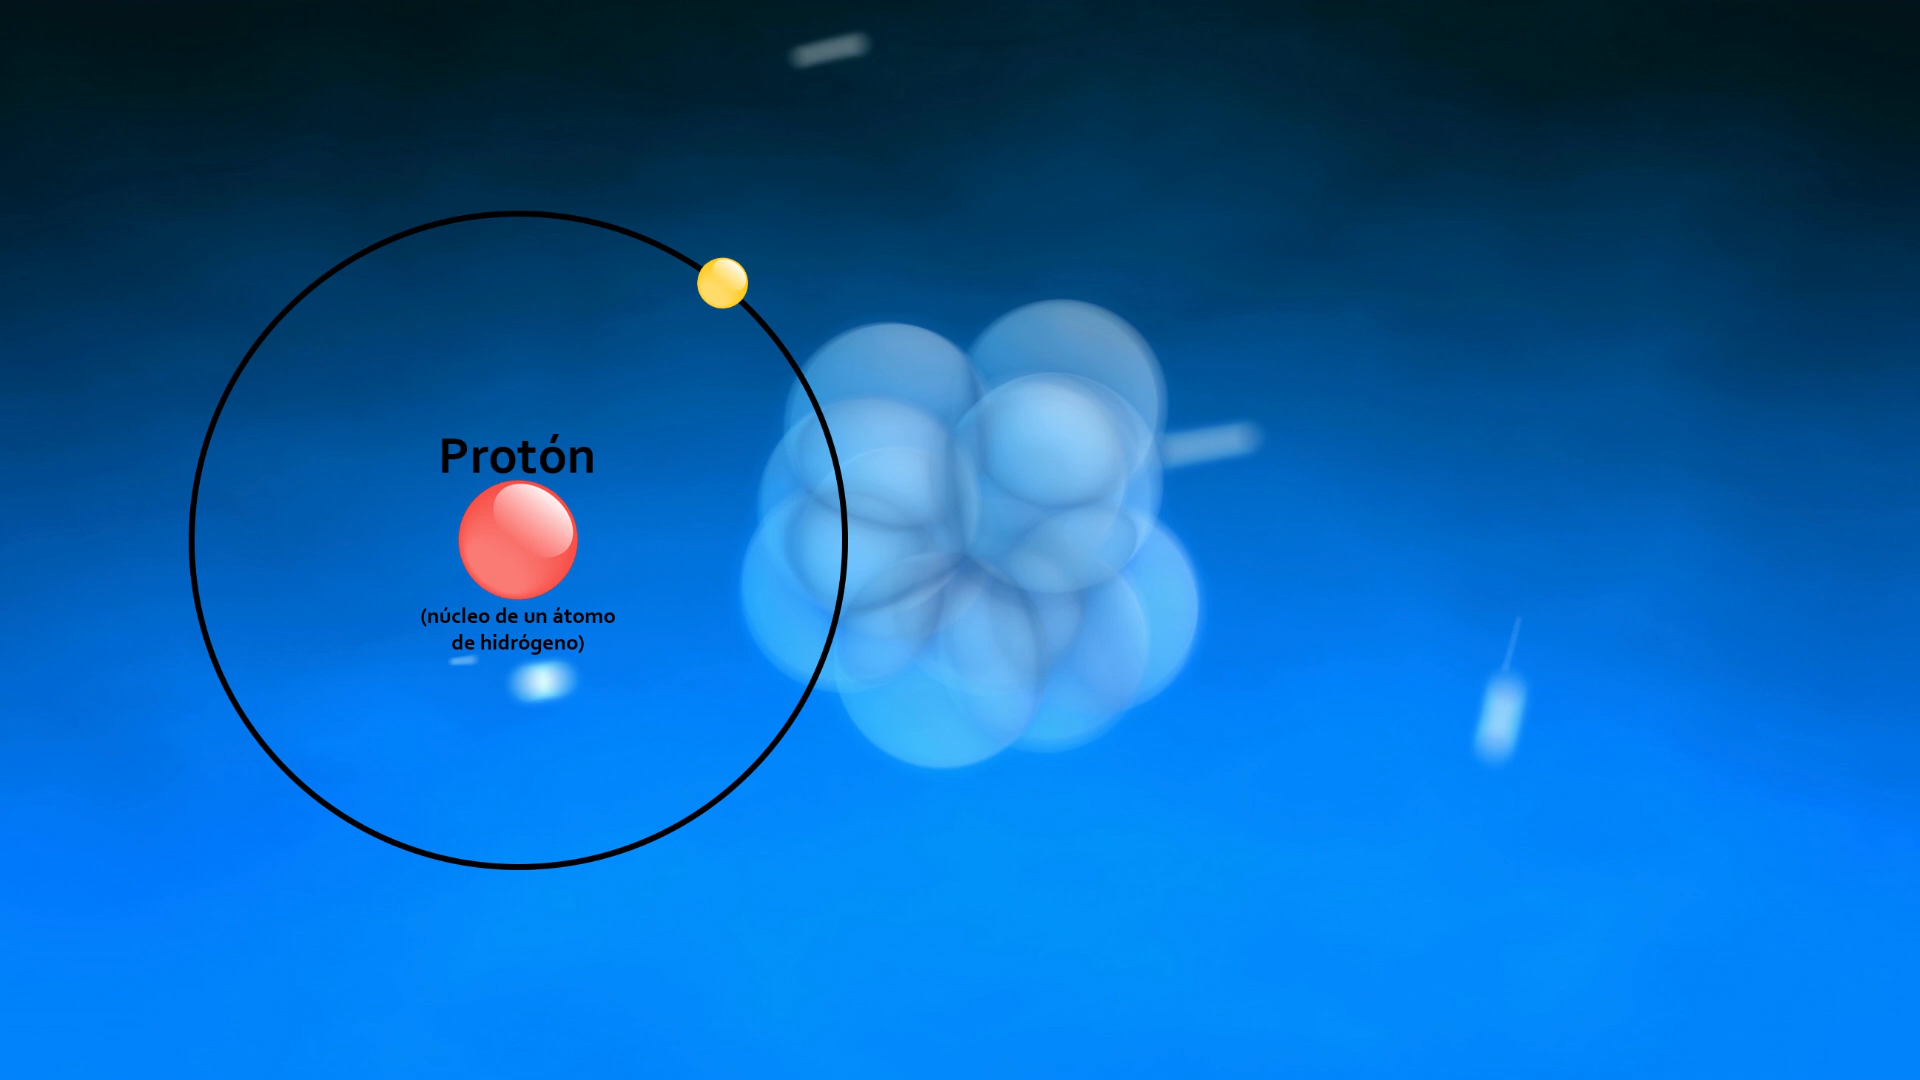 Protón
(núcleo de un átomo
de hidrógeno)